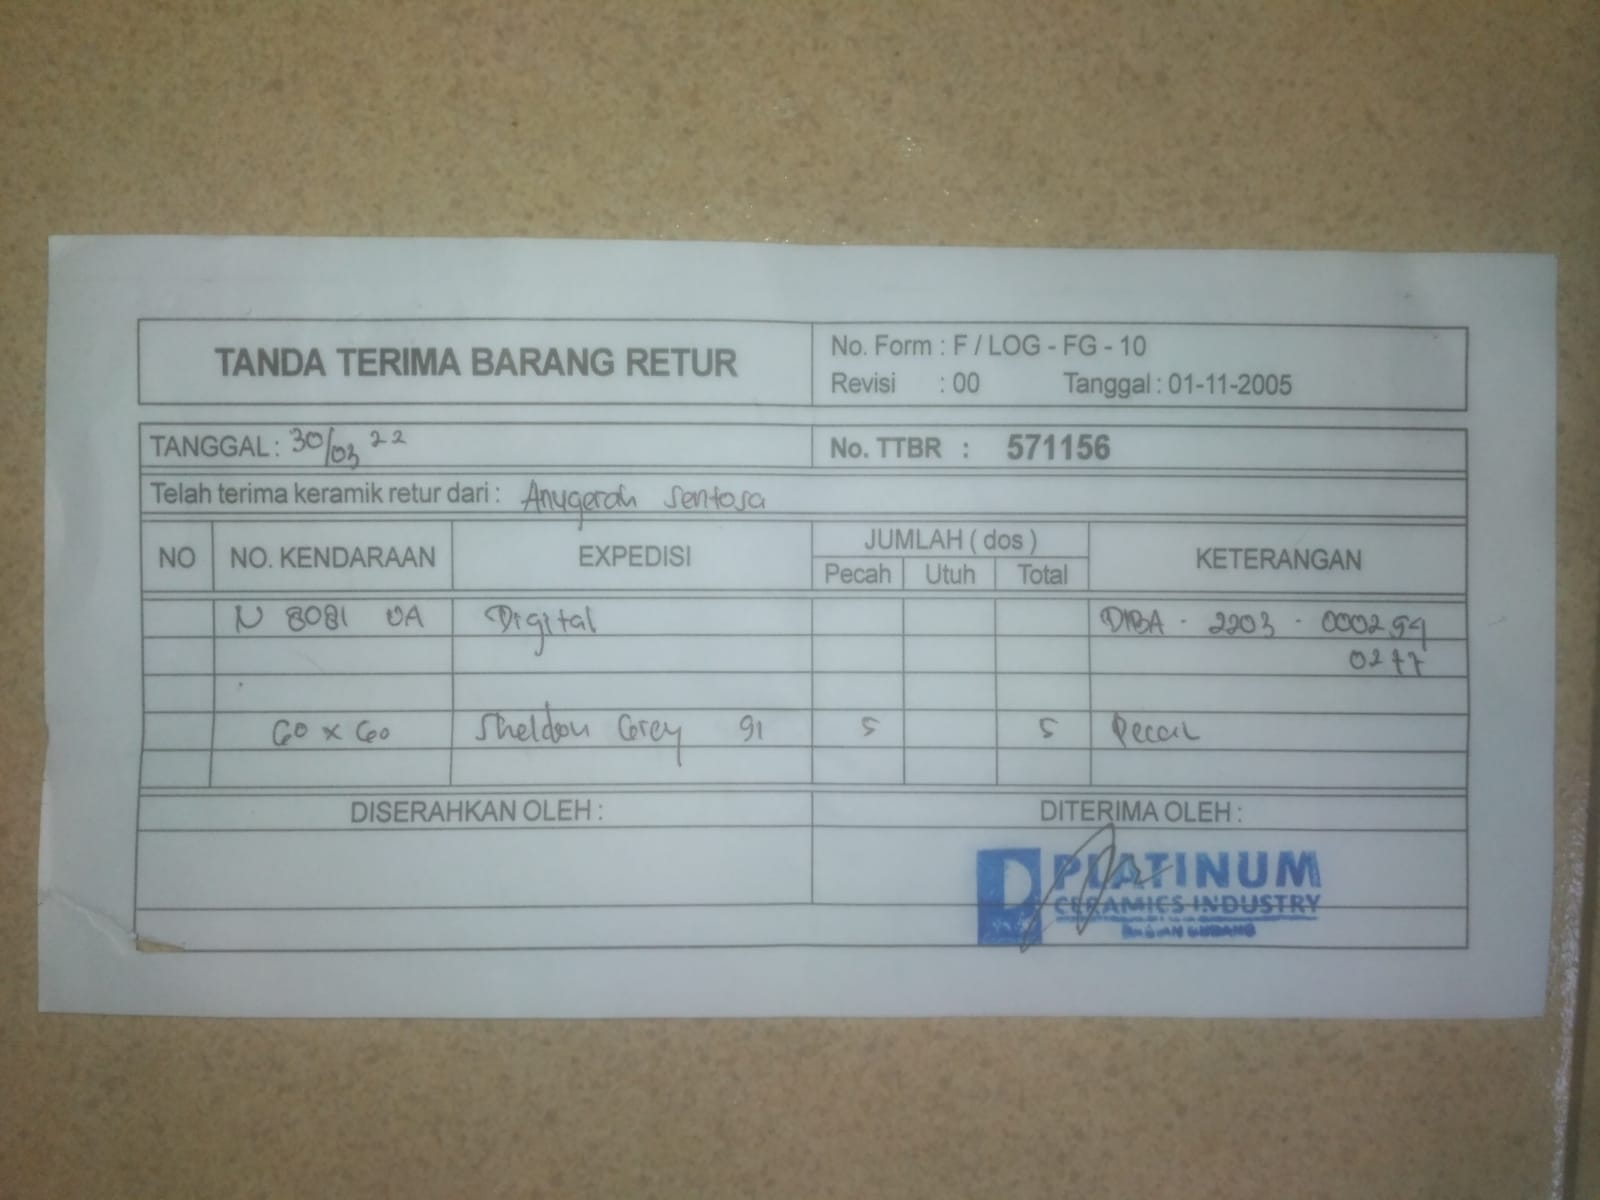 TANDA TERIMA BARANG RETUR
No. Form : F / LOG - FG - 10
Revisi : 00 Tanggal : 01-11-2005
TANGGAL : 30/03 22
No. TTBR : 571156
Telah terima keramik retur dari : Anugerah Sentosa
NO NO. KENDARAAN EXPEDISI JUMLAH ( dos ) KETERANGAN
Pecah Utuh Total
N 8081 UA Digital DIBA - 2203 - 000294
0277
60 x 60 Sheldon Grey 91 5 5 Pecah
DISERAHKAN OLEH : DITERIMA OLEH :
PLATINUM
CERAMICS INDUSTRY
BAGIAN GUDANG